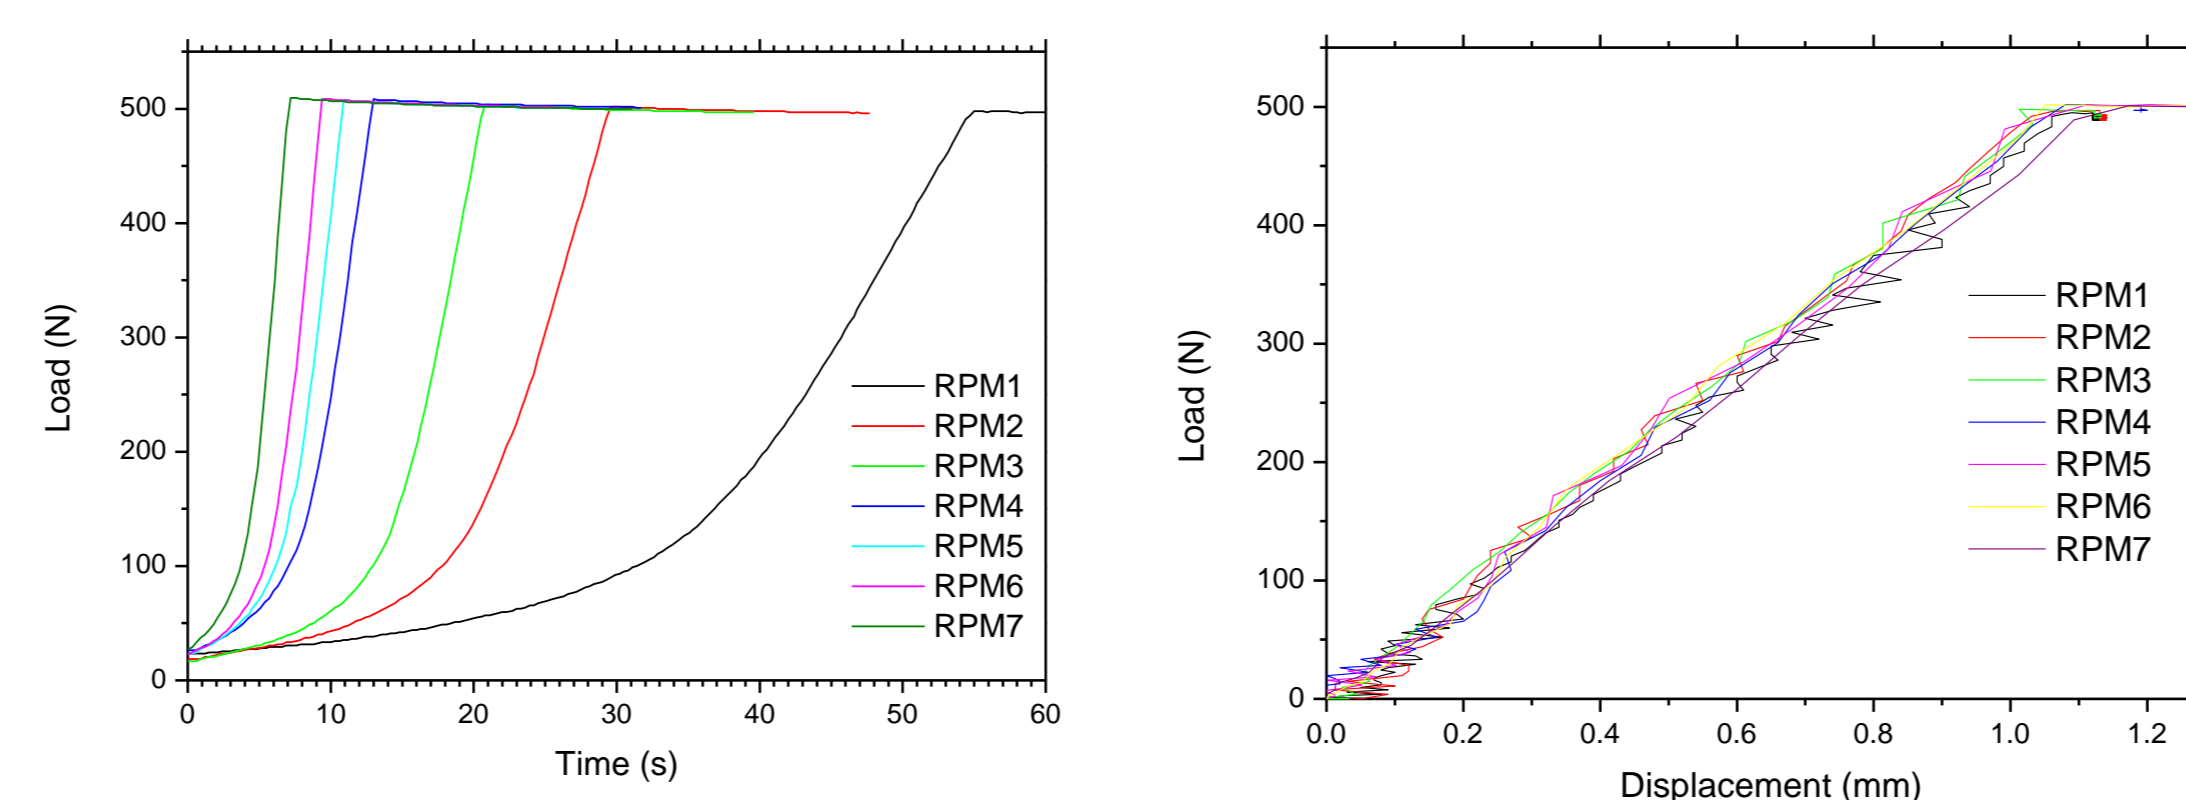 500
400
300
200
100
0
Load (N)
0 10 20 30 40 50 60
Time (s)
RPM1
RPM2
RPM3
RPM4
RPM5
RPM6
RPM7
500
400
300
200
100
0
Load (N)
0.0 0.2 0.4 0.6 0.8 1.0 1.2
Displacement (mm)
RPM1
RPM2
RPM3
RPM4
RPM5
RPM6
RPM7